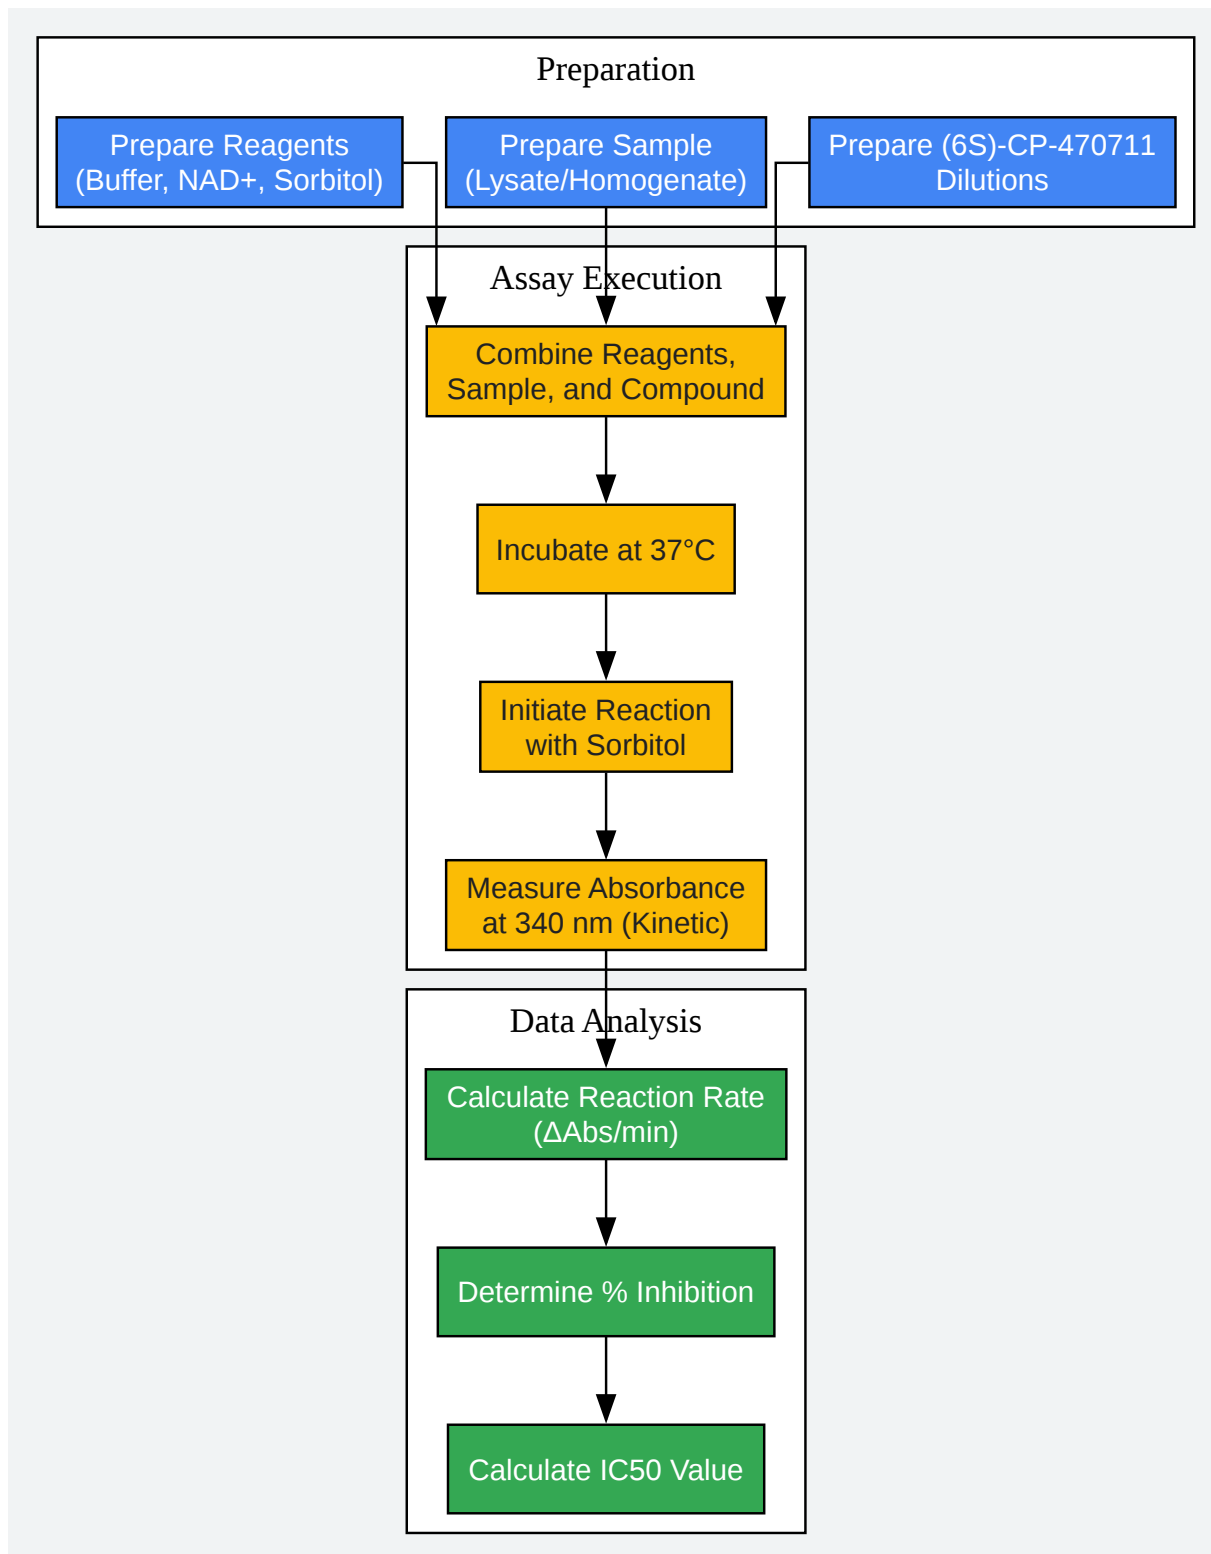 Preparation
Prepare Reagents
(Buffer, NAD+, Sorbitol)
Prepare Sample
(Lysate/Homogenate)
Prepare (6S)-CP-470711
Dilutions
Assay Execution
Combine Reagents,
Sample, and Compound
Incubate at 37°C
Initiate Reaction
with Sorbitol
Measure Absorbance
at 340 nm (Kinetic)
Data Analysis
Calculate Reaction Rate
(ΔAbs/min)
Determine % Inhibition
Calculate IC50 Value